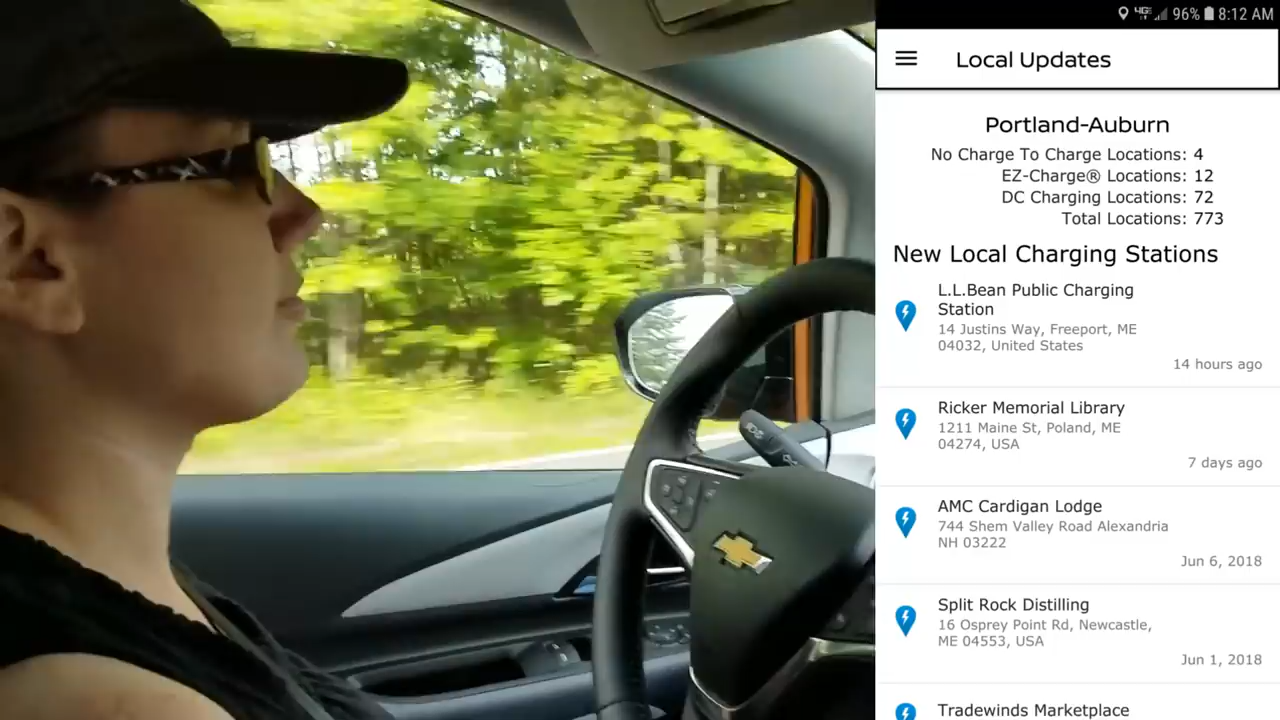 96% 8:12 AM
Local Updates
Portland-Auburn
No Charge To Charge Locations: 4
EZ-Charge® Locations: 12
DC Charging Locations: 72
Total Locations: 773
New Local Charging Stations
L.L.Bean Public Charging
Station
14 Justins Way, Freeport, ME
04032, United States
14 hours ago
Ricker Memorial Library
1211 Maine St, Poland, ME
04274, USA
7 days ago
AMC Cardigan Lodge
744 Shem Valley Road Alexandria
NH 03222
Jun 6, 2018
Split Rock Distilling
16 Osprey Point Rd, Newcastle,
ME 04553, USA
Jun 1, 2018
Tradewinds Marketplace